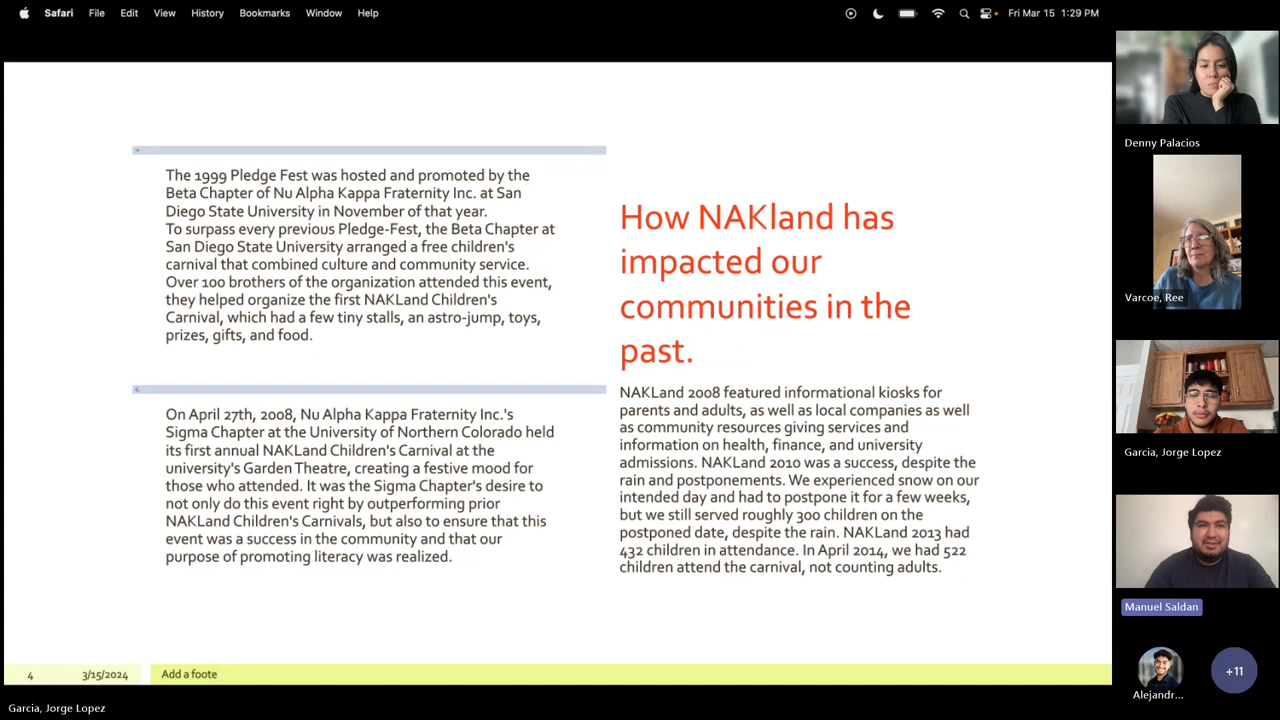 Safari File Edit View History Bookmarks Window Help Fri Mar 15 1:29 PM
The 1999 Pledge Fest was hosted and promoted by the
Beta Chapter of Nu Alpha Kappa Fraternity Inc. at San
Diego State University in November of that year.
To surpass every previous Pledge-Fest, the Beta Chapter at
San Diego State University arranged a free children's
carnival that combined culture and community service.
Over 100 brothers of the organization attended this event,
they helped organize the first NAKLand Children's
Carnival, which had a few tiny stalls, an astro-jump, toys,
prizes, gifts, and food.
On April 27th, 2008, Nu Alpha Kappa Fraternity Inc.'s
Sigma Chapter at the University of Northern Colorado held
its first annual NAKLand Children's Carnival at the
university's Garden Theatre, creating a festive mood for
those who attended. It was the Sigma Chapter's desire to
not only do this event right by outperforming prior
NAKLand Children's Carnivals, but also to ensure that this
event was a success in the community and that our
purpose of promoting literacy was realized.
How NAKland has
impacted our
communities in the
past.
NAKLand 2008 featured informational kiosks for
parents and adults, as well as local companies as well
as community resources giving services and
information on health, finance, and university
admissions. NAKLand 2010 was a success, despite the
rain and postponements. We experienced snow on our
intended day and had to postpone it for a few weeks,
but we still served roughly 300 children on the
postponed date, despite the rain. NAKLand 2013 had
432 children in attendance. In April 2014, we had 522
children attend the carnival, not counting adults.
4 3/15/2024 Add a foote
Garcia, Jorge Lopez
Denny Palacios
Varcoe, Ree
Garcia, Jorge Lopez
Manuel Saldan
Alejandr...
+11